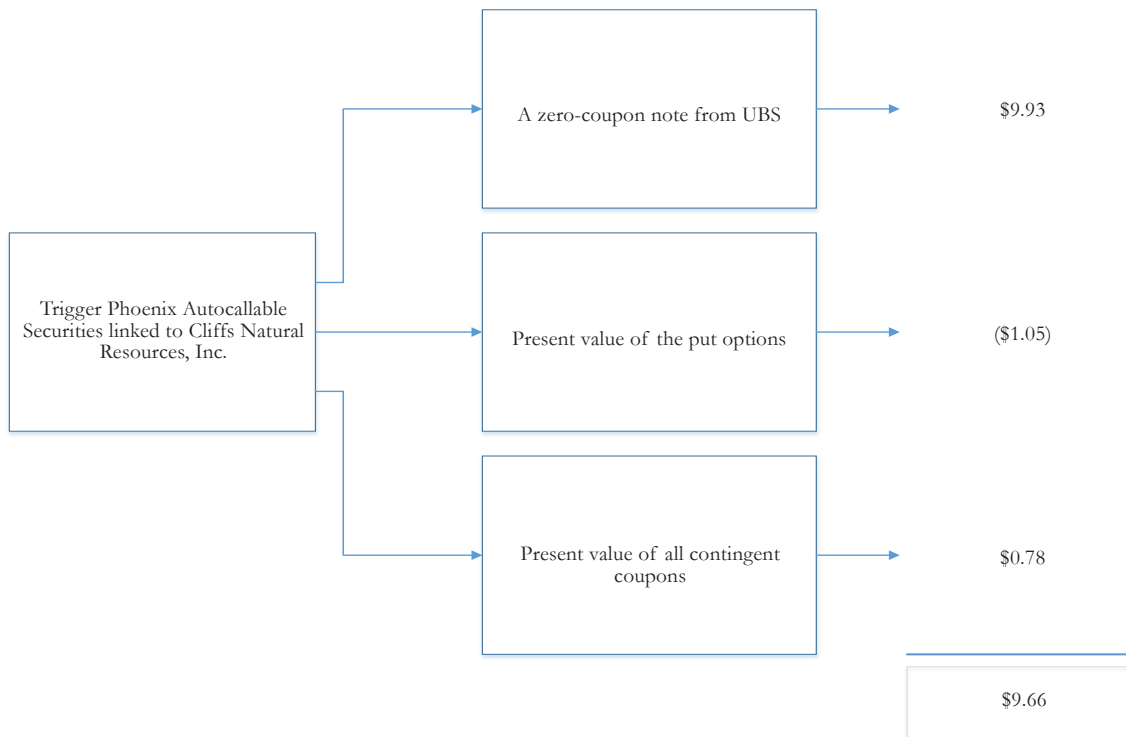 A zero-coupon note from UBS
$9.93
Trigger Phoenix Autocallable
Securities linked to Cliffs Natural
Resources, Inc.
Present value of the put options
($1.05)
Present value of all contingent
coupons
$0.78
$9.66